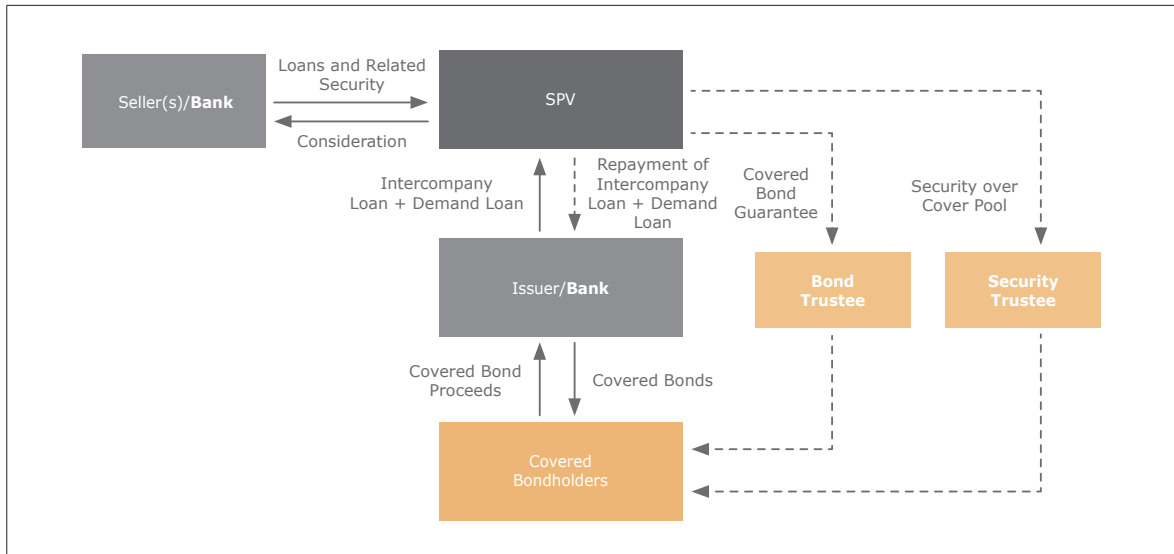 Seller(s)/Bank
Loans and Related
Security
Consideration
SPV
Intercompany
Loan + Demand Loan
Repayment of
Intercompany
Loan + Demand
Loan
Covered
Bond
Guarantee
Security over
Cover Pool
Issuer/Bank
Bond
Trustee
Security
Trustee
Covered Bond
Proceeds
Covered Bonds
Covered
Bondholders